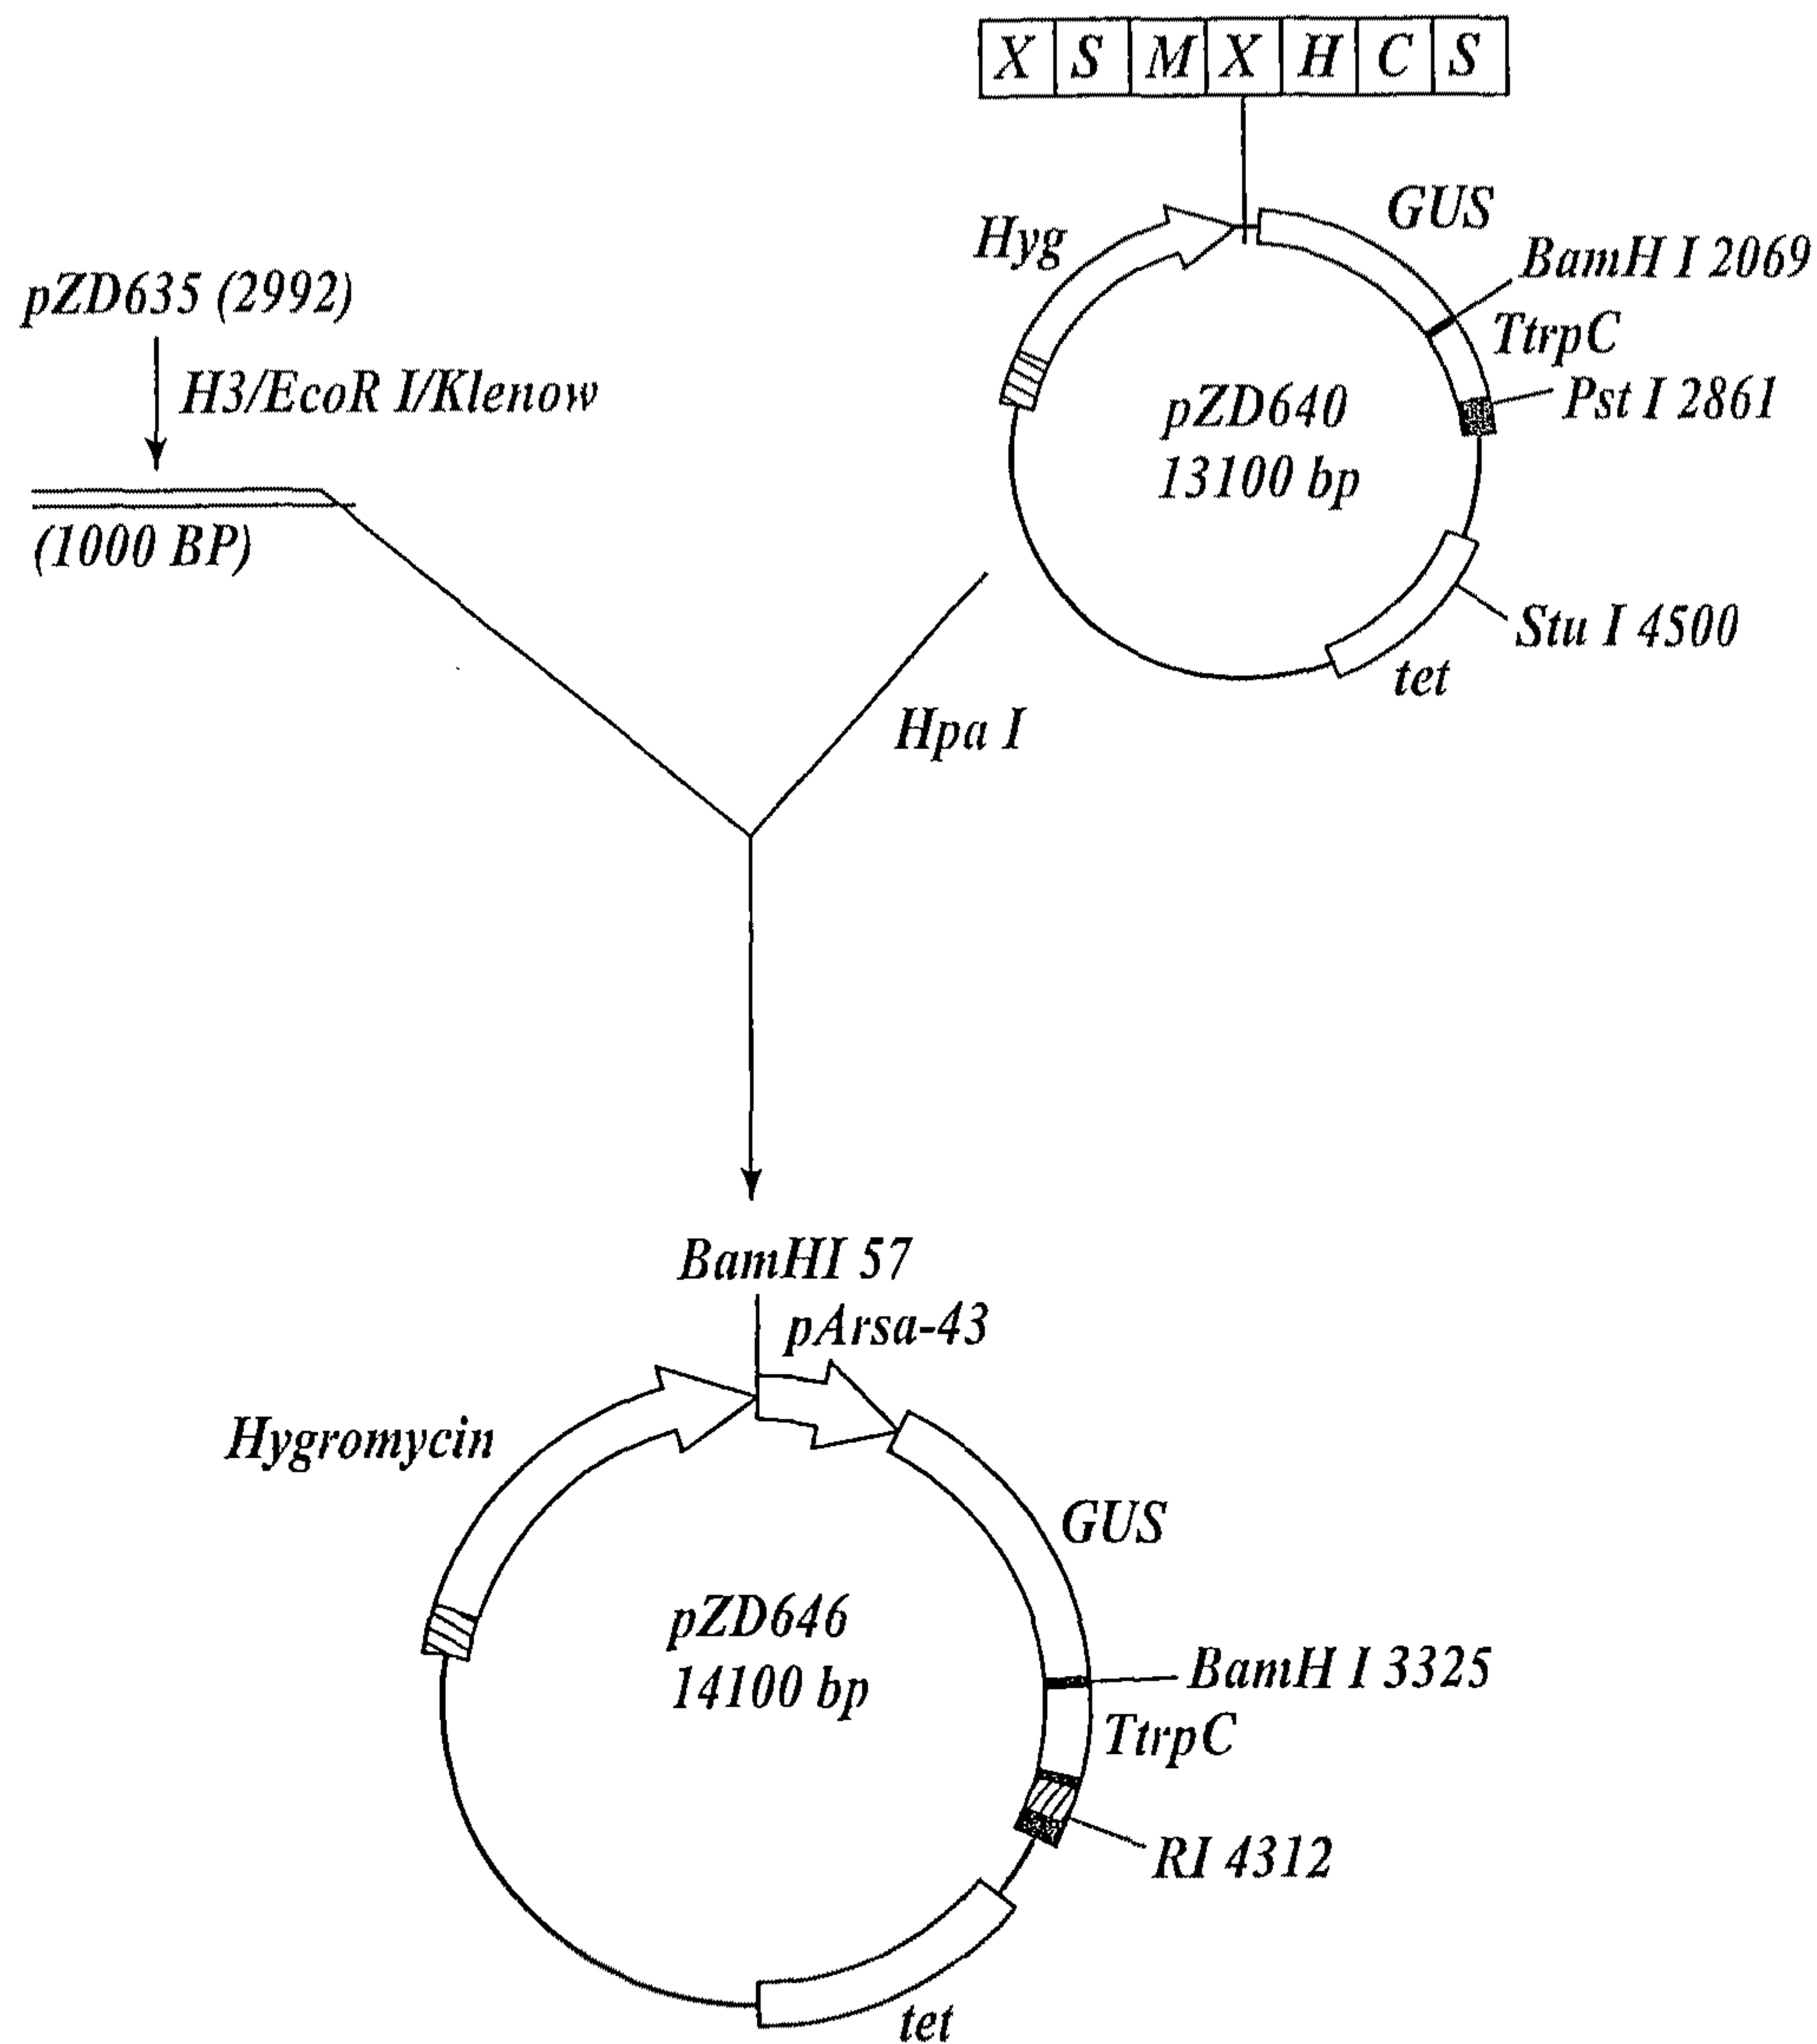 X S M X H C S
Hyg
GUS
BamH I 2069
TtrpC
Pst I 2861
pZD640
13100 bp
Stu I 4500
tet
pZD635 (2992)
H3/EcoR I/Klenow
(1000 BP)
Hpa I
BamHI 57
pArsa-43
Hygromycin
GUS
pZD646
14100 bp
BamH I 3325
TtrpC
RI 4312
tet